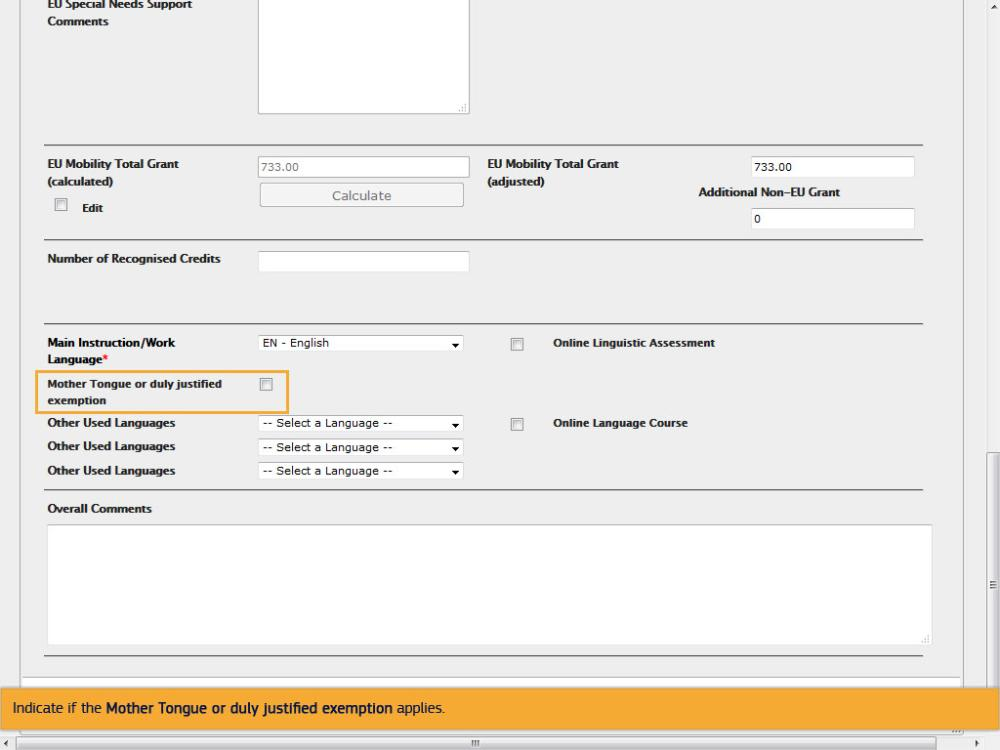 EU Special Needs Support
Comments
EU Mobility Total Grant
(calculated)
733.00
EU Mobility Total Grant
(adjusted)
733.00
Calculate
Additional Non-EU Grant
Edit
0
Number of Recognised Credits
Main Instruction/Work
Language*
EN - English
Online Linguistic Assessment
Mother Tongue or duly justified
exemption
Other Used Languages
-- Select a Language --
Online Language Course
Other Used Languages
-- Select a Language --
Other Used Languages
-- Select a Language --
Overall Comments
Indicate if the Mother Tongue or duly justified exemption applies.